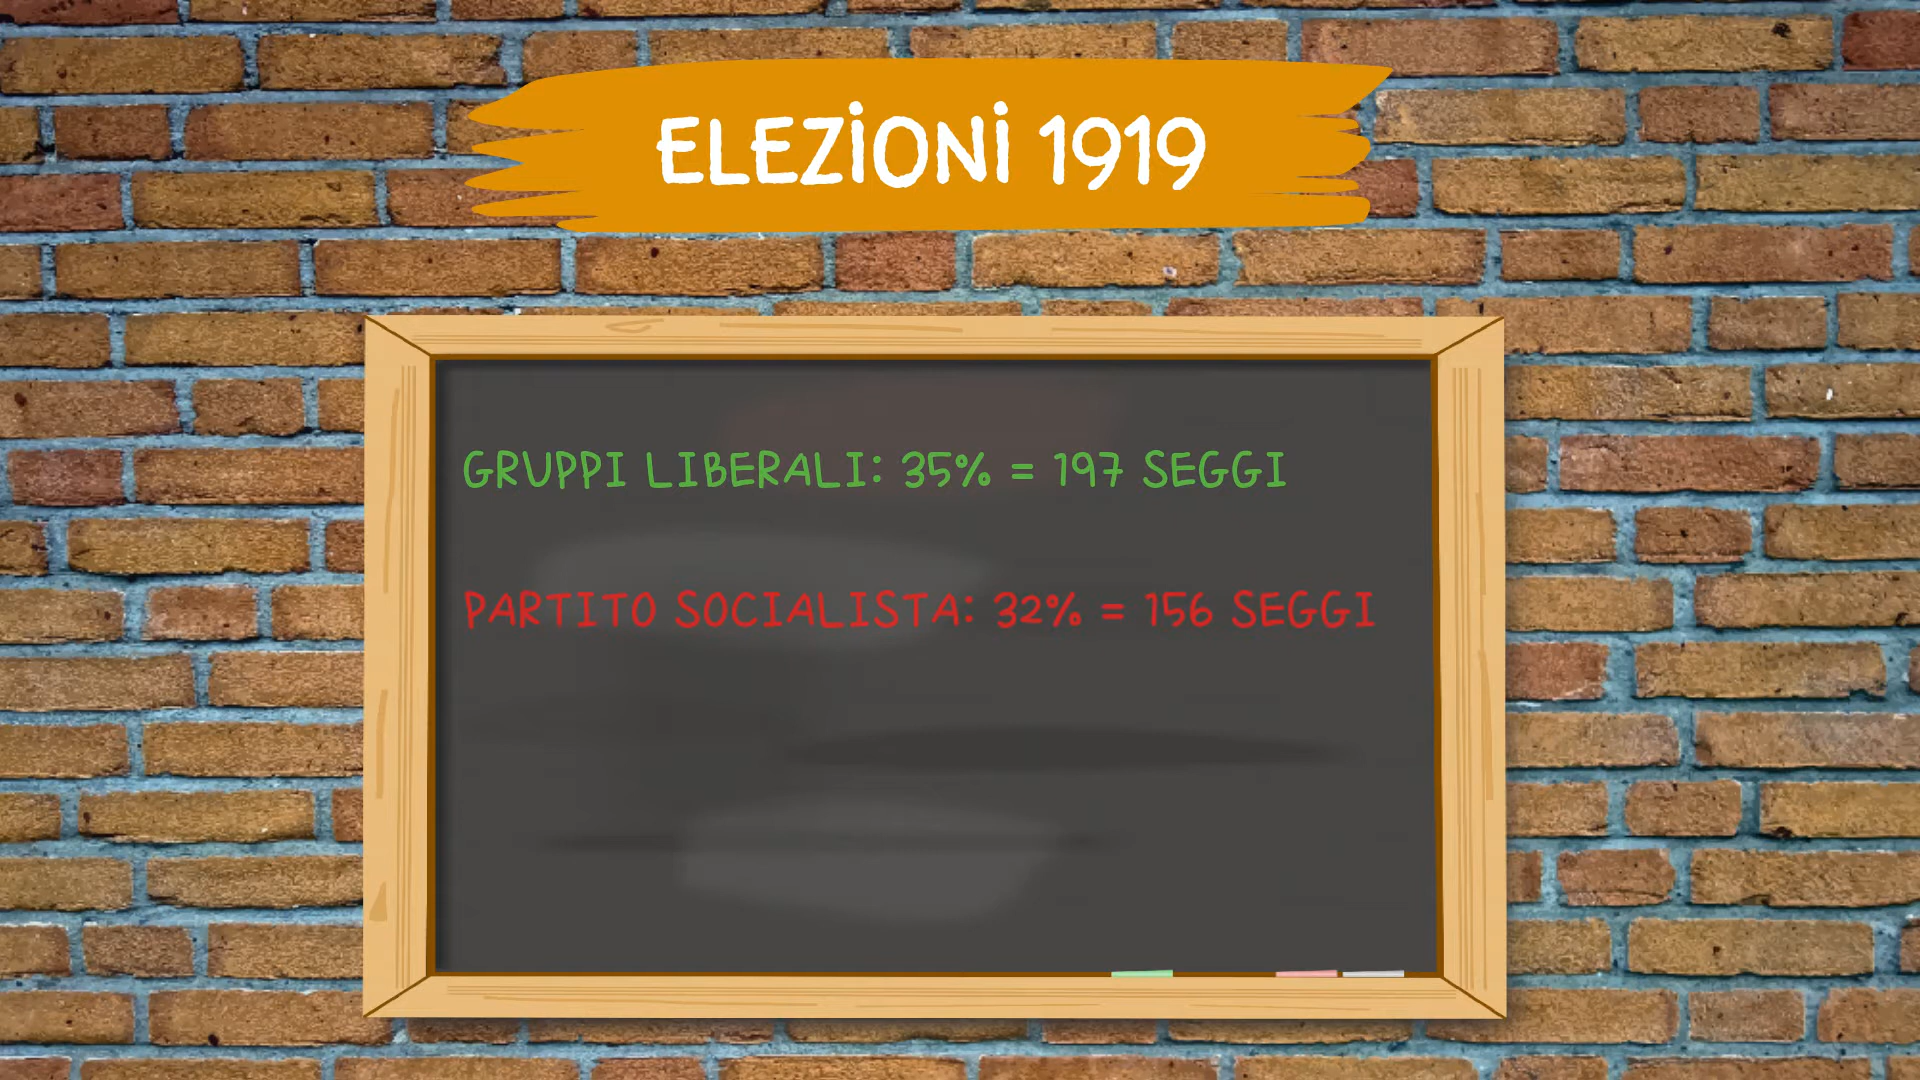 ELEZIONI 1919
GRUPPI LIBERALI: 35% = 197 SEGGI
PARTITO SOCIALISTA: 32% = 156 SEGGI